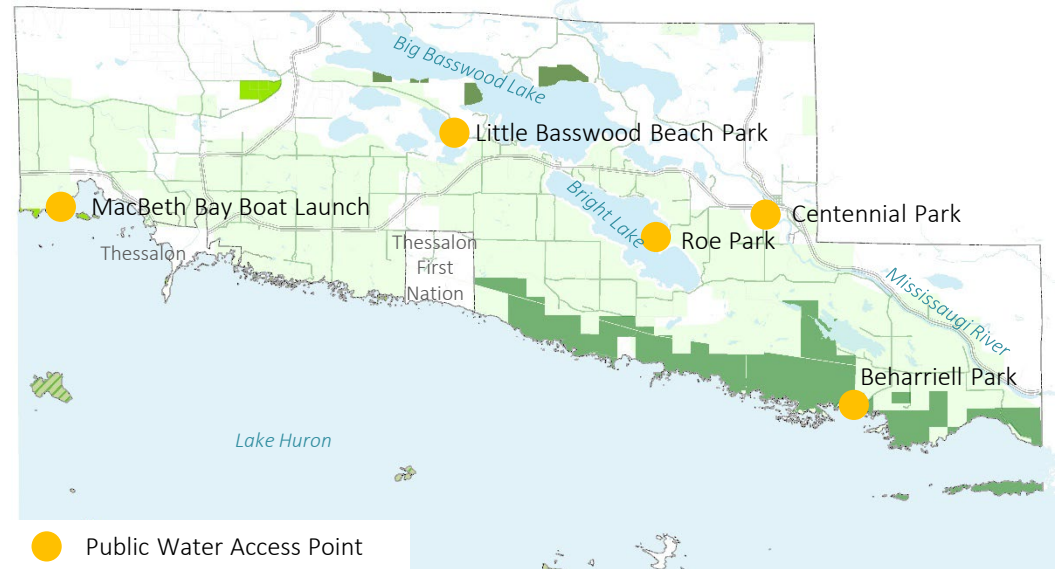 Big Basswood Lake
Little Basswood Beach Park
MacBeth Bay Boat Launch
Bright Lake
Centennial Park
Roe Park
Thessalon
Thessalon
First
Nation
Mississaugi River
Beharriell Park
Lake Huron
Public Water Access Point